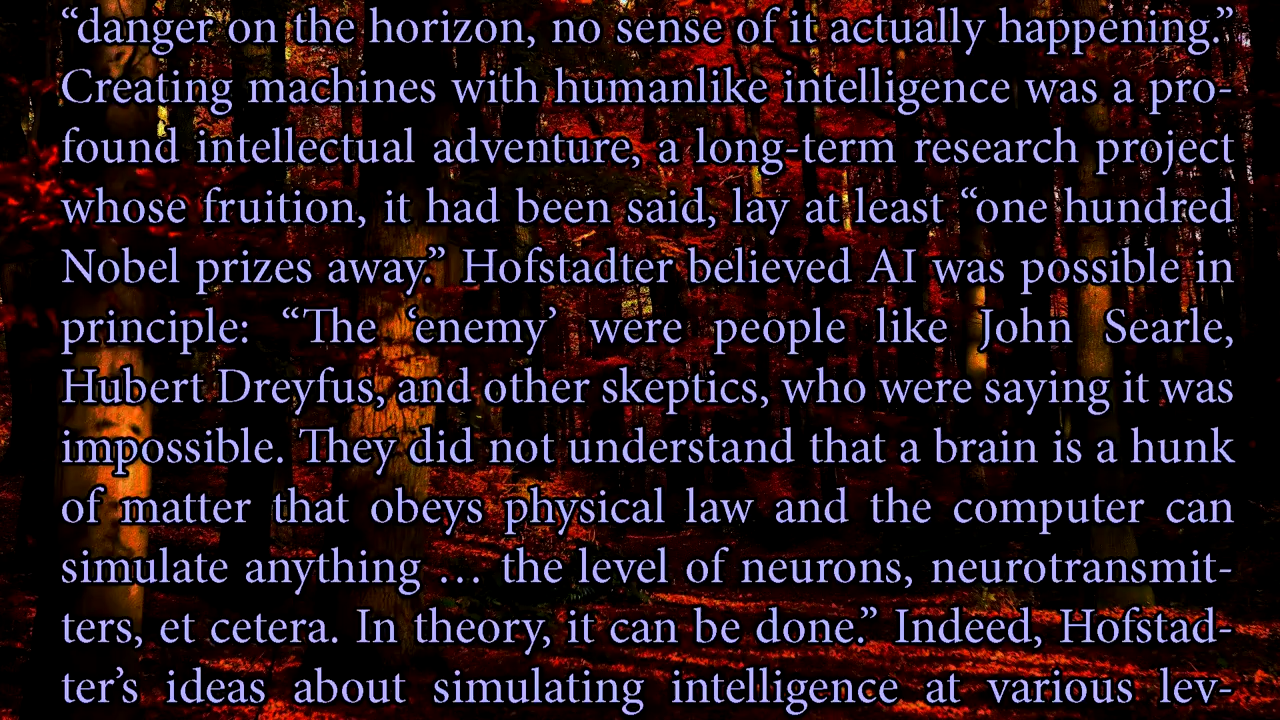 “danger on the horizon, no sense of it actually happening.”
Creating machines with humanlike intelligence was a pro-
found intellectual adventure, a long-term research project
whose fruition, it had been said, lay at least “one hundred
Nobel prizes away.” Hofstadter believed AI was possible in
principle: “The ‘enemy’ were people like John Searle,
Hubert Dreyfus, and other skeptics, who were saying it was
impossible. They did not understand that a brain is a hunk
of matter that obeys physical law and the computer can
simulate anything … the level of neurons, neurotransmit-
ters, et cetera. In theory, it can be done.” Indeed, Hofstad-
ter’s ideas about simulating intelligence at various lev-